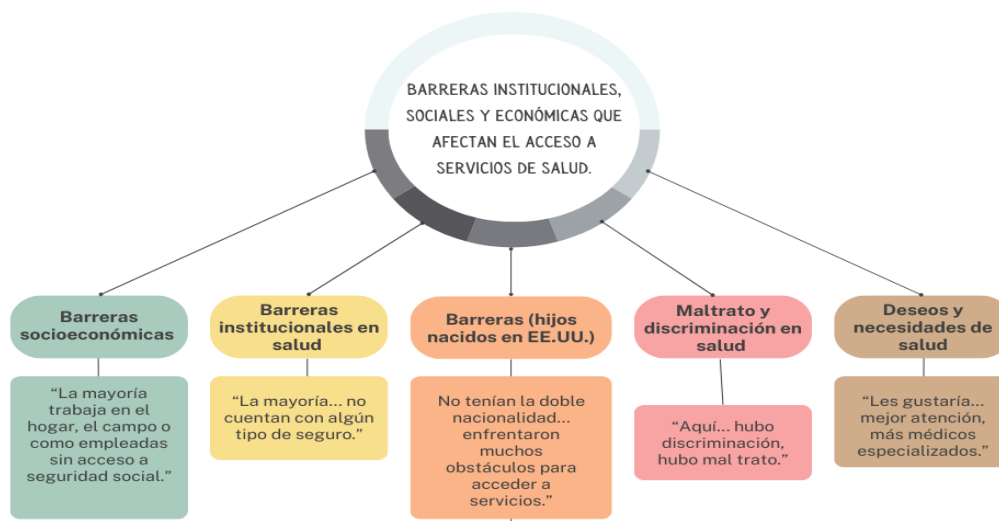 BARRERAS INSTITUCIONALES,
SOCIALES Y ECONÓMICAS QUE
AFECTAN EL ACCESO A
SERVICIOS DE SALUD.
Barreras
socioeconómicas
“La mayoría
trabaja en el
hogar, el campo o
como empleadas
sin acceso a
seguridad social.”
Barreras
institucionales en
salud
“La mayoría... no
cuentan con algún
tipo de seguro.”
Barreras (hijos
nacidos en EE.UU.)
No tenían la doble
nacionalidad...
enfrentaron
muchos
obstáculos para
acceder a
servicios.”
Maltrato y
discriminación en
salud
“Aquí... hubo
discriminación,
hubo mal trato.”
Deseos y
necesidades de
salud
“Les gustaría...
mejor atención,
más médicos
especializados.”